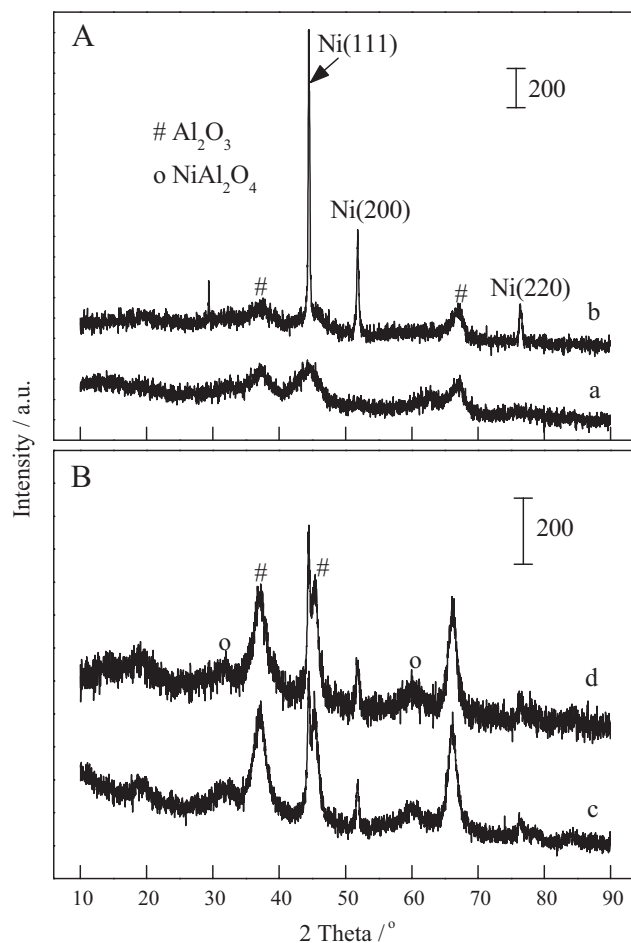 A
Ni(111)
200
# Al₂O₃
o NiAl₂O₄
Ni(200)
#
#
Ni(220)
b
a
Intensity / a.u.
B
200
#
#
o
o
d
c
10 20 30 40 50 60 70 80 90
2 Theta / °